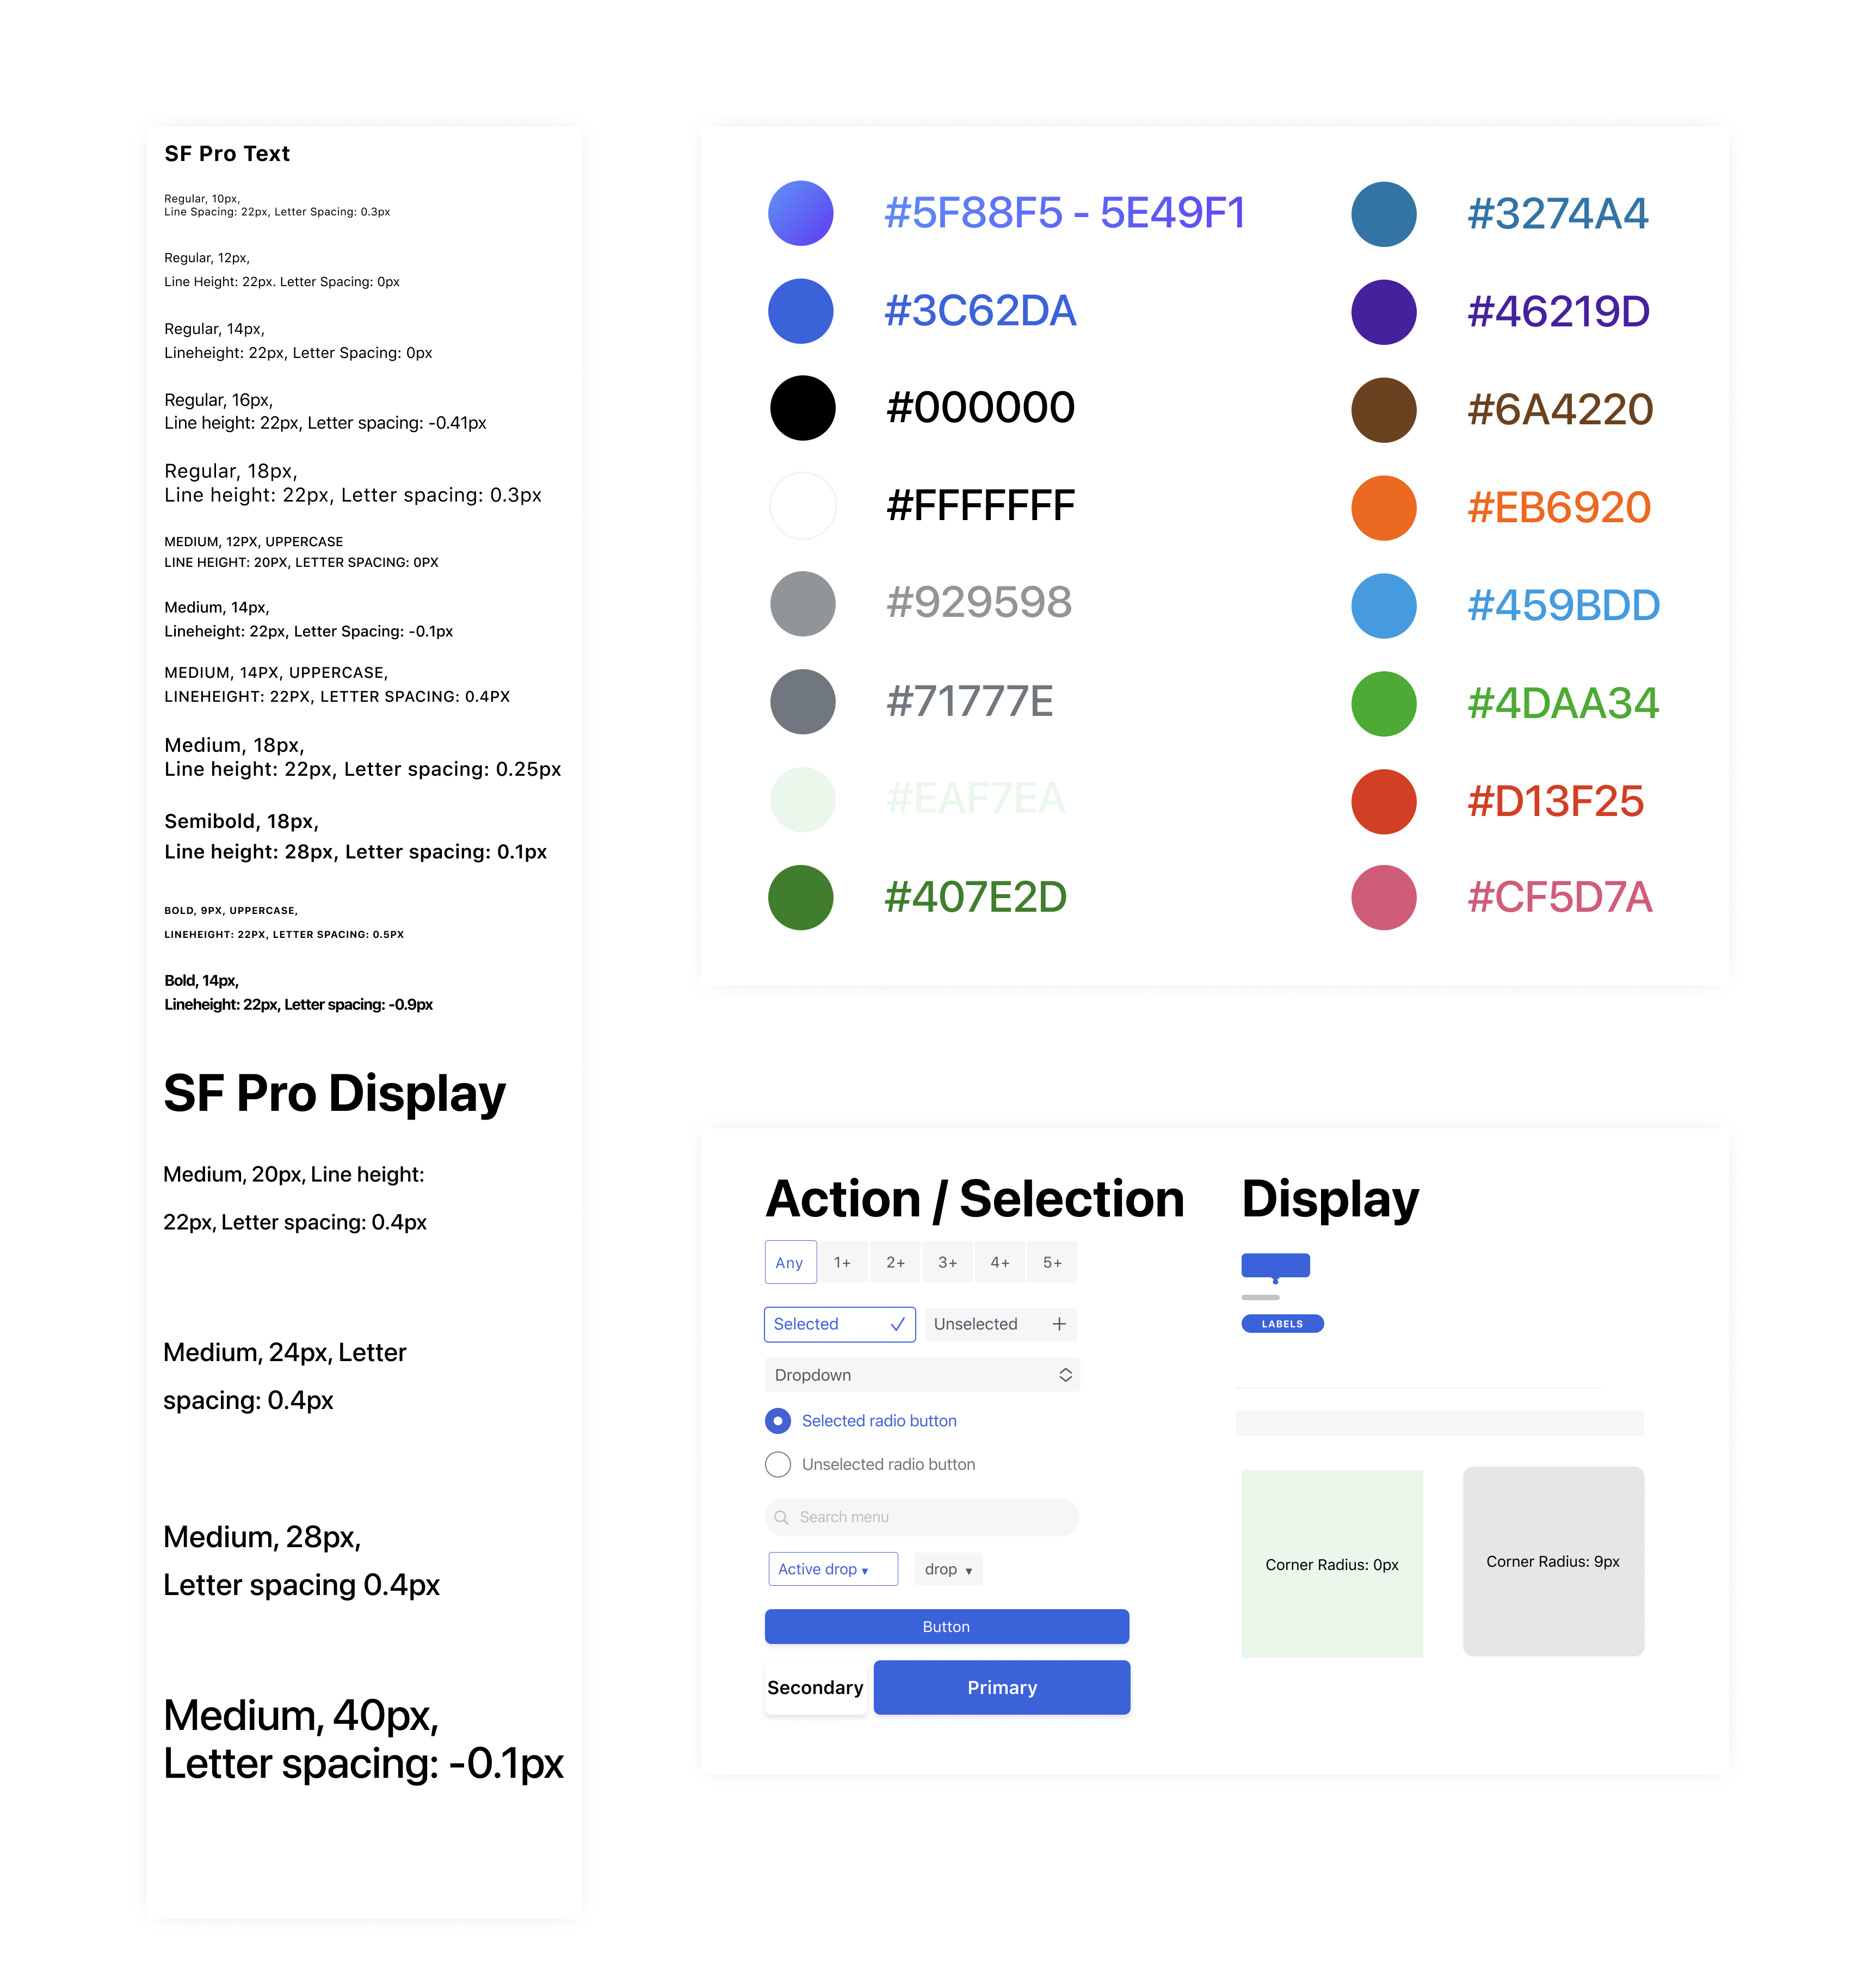 SF Pro Text
Regular, 10px,
Line Spacing: 22px, Letter Spacing: 0.3px
Regular, 12px,
Line Height: 22px. Letter Spacing: 0px
Regular, 14px,
Lineheight: 22px, Letter Spacing: 0px
Regular, 16px,
Line height: 22px, Letter spacing: -0.41px
Regular, 18px,
Line height: 22px, Letter spacing: 0.3px
MEDIUM, 12PX, UPPERCASE
LINE HEIGHT: 20PX, LETTER SPACING: 0PX
Medium, 14px,
Lineheight: 22px, Letter Spacing: -0.1px
MEDIUM, 14PX, UPPERCASE,
LINEHEIGHT: 22PX, LETTER SPACING: 0.4PX
Medium, 18px,
Line height: 22px, Letter spacing: 0.25px
Semibold, 18px,
Line height: 28px, Letter spacing: 0.1px
BOLD, 9PX, UPPERCASE,
LINEHEIGHT: 22PX, LETTER SPACING: 0.5PX
Bold, 14px,
Lineheight: 22px, Letter spacing: -0.9px
SF Pro Display
Medium, 20px, Line height:
22px, Letter spacing: 0.4px
Medium, 24px, Letter
spacing: 0.4px
Medium, 28px,
Letter spacing 0.4px
Medium, 40px,
Letter spacing: -0.1px
#5F88F5 - 5E49F1
#3C62DA
#000000
#FFFFFFF
#929598
#71777E
#EAF7EA
#407E2D
#3274A4
#46219D
#6A4220
#EB6920
#459BDD
#4DAA34
#D13F25
#CF5D7A
Action / Selection
Any 1+ 2+ 3+ 4+ 5+
Selected Unselected
Dropdown
Selected radio button
Unselected radio button
Search menu
Active drop drop
Button
Secondary Primary
Display
LABELS
Corner Radius: 0px
Corner Radius: 9px